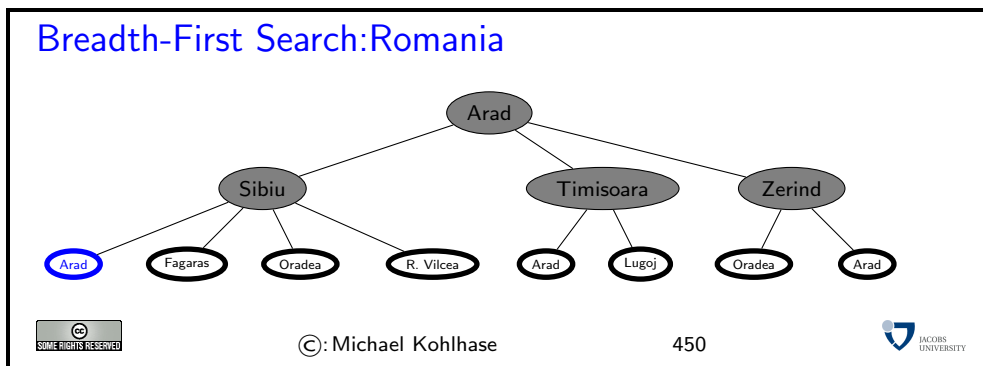 Breadth-First Search:Romania
Arad
Sibiu Timisoara Zerind
Arad Fagaras Oradea R. Vilcea Arad Lugoj Oradea Arad
cc
SOME RIGHTS RESERVED
©: Michael Kohlhase 450
JACOBS
UNIVERSITY